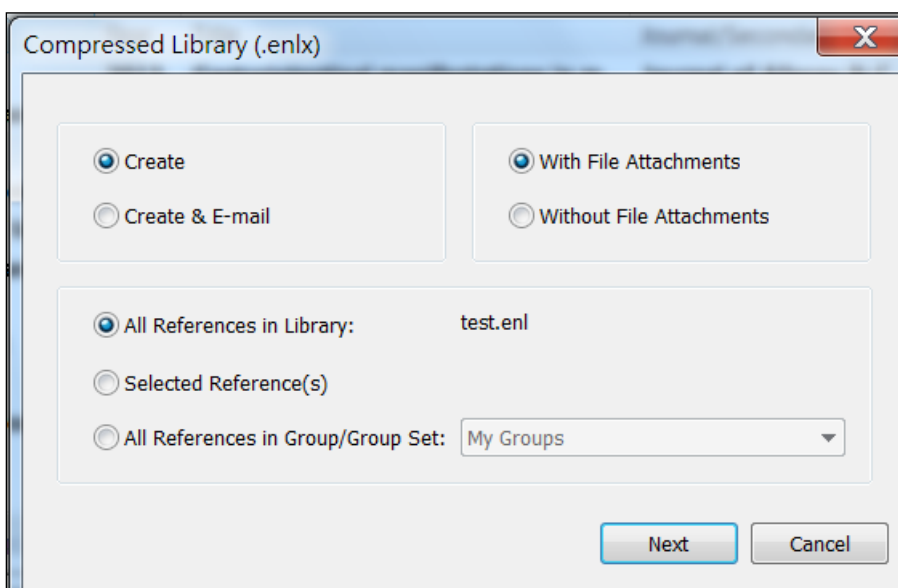 Compressed Library (.enlx)
Create
With File Attachments
Create & E-mail
Without File Attachments
All References in Library: test.enl
Selected Reference(s)
All References in Group/Group Set: My Groups
Next Cancel